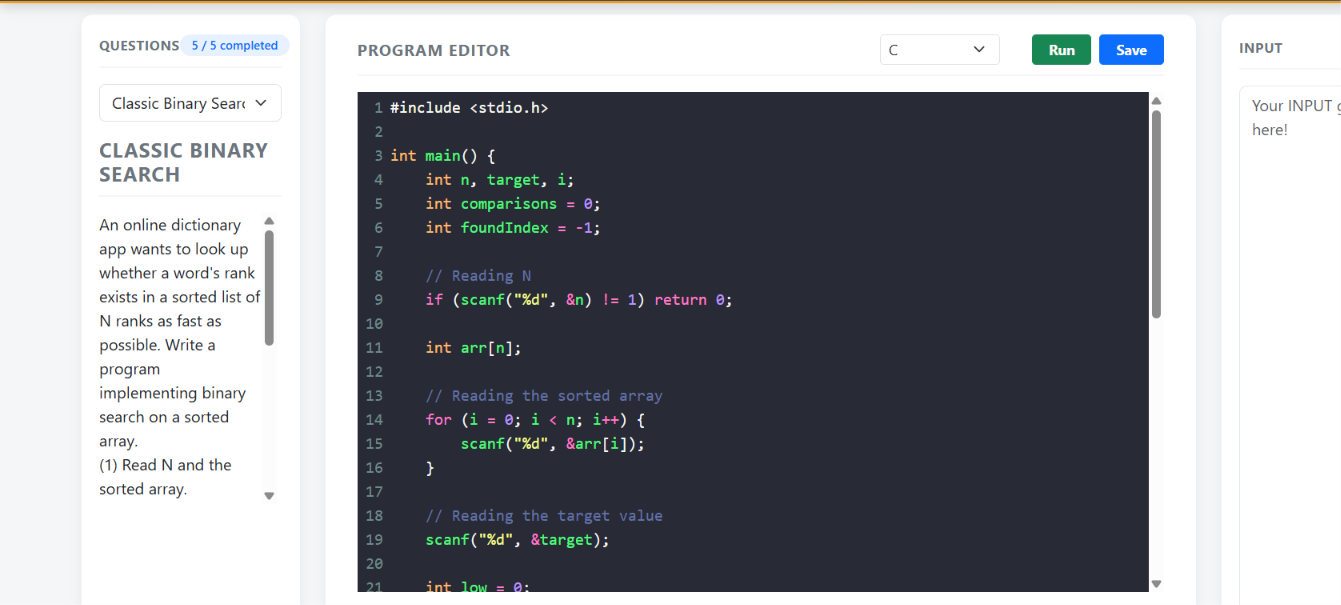 QUESTIONS 5 / 5 completed
Classic Binary Sear
CLASSIC BINARY
SEARCH
An online dictionary
app wants to look up
whether a word's rank
exists in a sorted list of
N ranks as fast as
possible. Write a
program
implementing binary
search on a sorted
array.
(1) Read N and the
sorted array.
PROGRAM EDITOR
C
Run
Save
1 #include <stdio.h>
2
3 int main() {
4     int n, target, i;
5     int comparisons = 0;
6     int foundIndex = -1;
7
8     // Reading N
9     if (scanf("%d", &n) != 1) return 0;
10
11     int arr[n];
12
13     // Reading the sorted array
14     for (i = 0; i < n; i++) {
15         scanf("%d", &arr[i]);
16     }
17
18     // Reading the target value
19     scanf("%d", &target);
20
21     int low = 0;
INPUT
Your INPUT g
here!